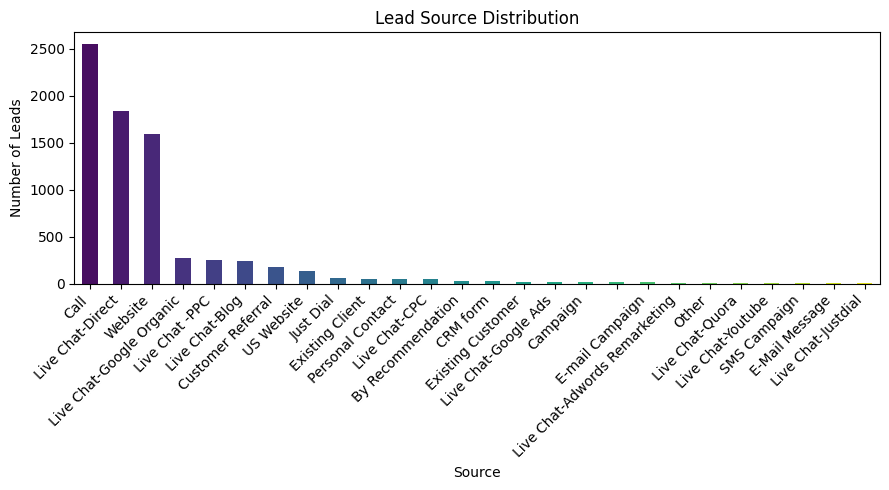 Lead Source Distribution
Number of Leads
2500
2000
1500
1000
500
0
Call
Live Chat-Direct
Website
Live Chat-Google Organic
Live Chat -PPC
Live Chat-Blog
Customer Referral
US Website
Just Dial
Existing Client
Personal Contact
Live Chat-CPC
By Recommendation
CRM form
Existing Customer
Live Chat-Google Ads
Campaign
E-mail Campaign
Live Chat-Adwords Remarketing
Other
Live Chat-Quora
Live Chat-Youtube
SMS Campaign
E-Mail Message
Live Chat-Justdial
Source